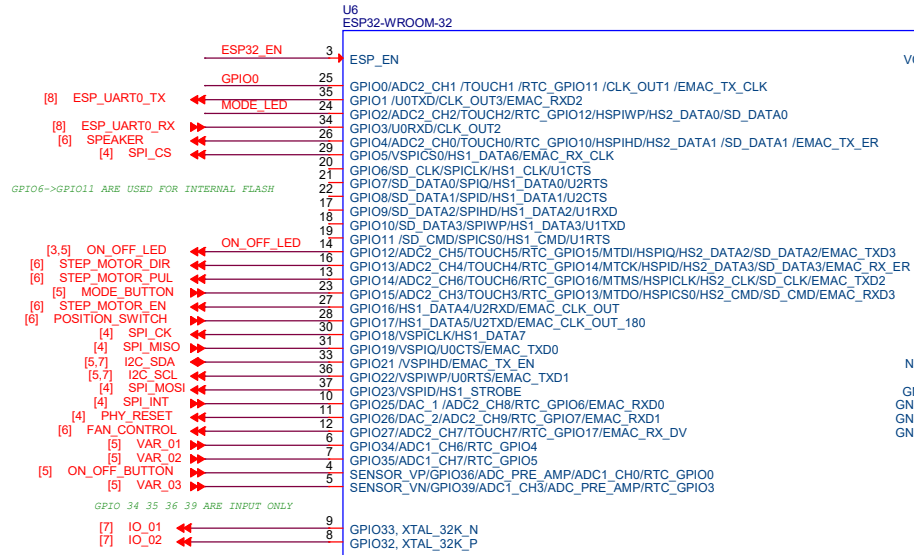 U6
ESP32-WROOM-32
ESP32_EN 3 ESP_EN
GPIO0 25 GPIO0/ADC2_CH1 /TOUCH1 /RTC_GPIO11 /CLK_OUT1 /EMAC_TX_CLK
[8] ESP_UART0_TX 35 GPIO1 /U0TXD/CLK_OUT3/EMAC_RXD2
MODE_LED 24 GPIO2/ADC2_CH2/TOUCH2/RTC_GPIO12/HSPIWP/HS2_DATA0/SD_DATA0
[8] ESP_UART0_RX 34 GPIO3/U0RXD/CLK_OUT2
[6] SPEAKER 26 GPIO4/ADC2_CH0/TOUCH0/RTC_GPIO10/HSPIHD/HS2_DATA1 /SD_DATA1 /EMAC_TX_ER
[4] SPI_CS 29 GPIO5/VSPICS0/HS1_DATA6/EMAC_RX_CLK
20 GPIO6/SD_CLK/SPICLK/HS1_CLK/U1CTS
21 GPIO7/SD_DATA0/SPIQ/HS1_DATA0/U2RTS
GPIO6->GPIO11 ARE USED FOR INTERNAL FLASH
22 GPIO8/SD_DATA1/SPID/HS1_DATA1/U2CTS
17 GPIO9/SD_DATA2/SPIHD/HS1_DATA2/U1RXD
18 GPIO10/SD_DATA3/SPIWP/HS1_DATA3/U1TXD
19 GPIO11 /SD_CMD/SPICS0/HS1_CMD/U1RTS
[3,5] ON_OFF_LED ON_OFF_LED 14 GPIO12/ADC2_CH5/TOUCH5/RTC_GPIO15/MTDI/HSPIQ/HS2_DATA2/SD_DATA2/EMAC_TXD3
[6] STEP_MOTOR_DIR 16 GPIO13/ADC2_CH4/TOUCH4/RTC_GPIO14/MTCK/HSPID/HS2_DATA3/SD_DATA3/EMAC_RX_ER
[6] STEP_MOTOR_PUL 13 GPIO14/ADC2_CH6/TOUCH6/RTC_GPIO16/MTMS/HSPICLK/HS2_CLK/SD_CLK/EMAC_TXD2
[5] MODE_BUTTON 23 GPIO15/ADC2_CH3/TOUCH3/RTC_GPIO13/MTDO/HSPICS0/HS2_CMD/SD_CMD/EMAC_RXD3
[6] STEP_MOTOR_EN 27 GPIO16/HS1_DATA4/U2RXD/EMAC_CLK_OUT
[6] POSITION_SWITCH 28 GPIO17/HS1_DATA5/U2TXD/EMAC_CLK_OUT_180
[4] SPI_CK 30 GPIO18/VSPICLK/HS1_DATA7
[4] SPI_MISO 31 GPIO19/VSPIQ/U0CTS/EMAC_TXD0
[5,7] I2C_SDA 33 GPIO21 /VSPIHD/EMAC_TX_EN
[5,7] I2C_SCL 36 GPIO22/VSPIWP/U0RTS/EMAC_TXD1
[4] SPI_MOSI 37 GPIO23/VSPID/HS1_STROBE
[4] SPI_INT 10 GPIO25/DAC_1 /ADC2_CH8/RTC_GPIO6/EMAC_RXD0
[4] PHY_RESET 11 GPIO26/DAC_2/ADC2_CH9/RTC_GPIO7/EMAC_RXD1
[6] FAN_CONTROL 12 GPIO27/ADC2_CH7/TOUCH7/RTC_GPIO17/EMAC_RX_DV
[5] VAR_01 6 GPIO34/ADC1_CH6/RTC_GPIO4
[5] VAR_02 7 GPIO35/ADC1_CH7/RTC_GPIO5
[5] ON_OFF_BUTTON 4 SENSOR_VP/GPIO36/ADC_PRE_AMP/ADC1_CH0/RTC_GPIO0
[5] VAR_03 5 SENSOR_VN/GPIO39/ADC1_CH3/ADC_PRE_AMP/RTC_GPIO3
GPIO 34 35 36 39 ARE INPUT ONLY
[7] IO_01 9 GPIO33, XTAL_32K_N
[7] IO_02 8 GPIO32, XTAL_32K_P